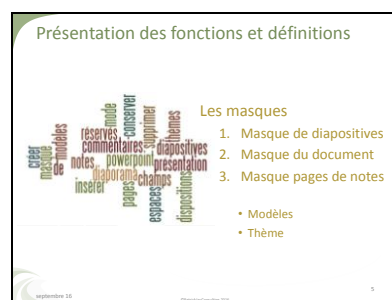 Présentation des fonctions et définitions
créer
masque
de
modèles
notes
réservés
commentaires
insérer
mode
powerpoint
diaporama
pages
conserver
champs
supprimer
espaces
thèmes
diapositives
présentation
dispositions
Les masques
1. Masque de diapositives
2. Masque du document
3. Masque pages de notes
• Modèles
• Thème
septembre 16
5